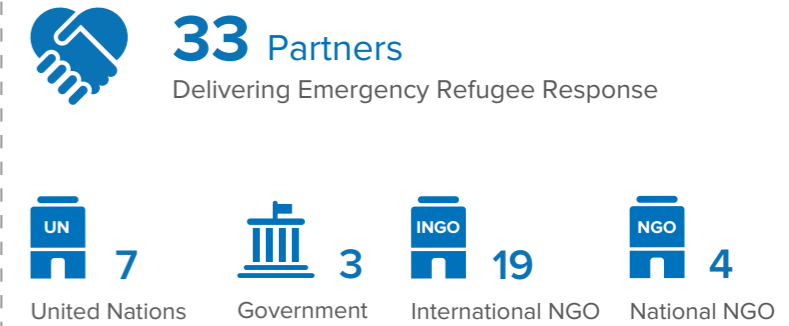 33 Partners
Delivering Emergency Refugee Response
UN
7
United Nations
3
Government
INGO
19
International NGO
NGO
4
National NGO